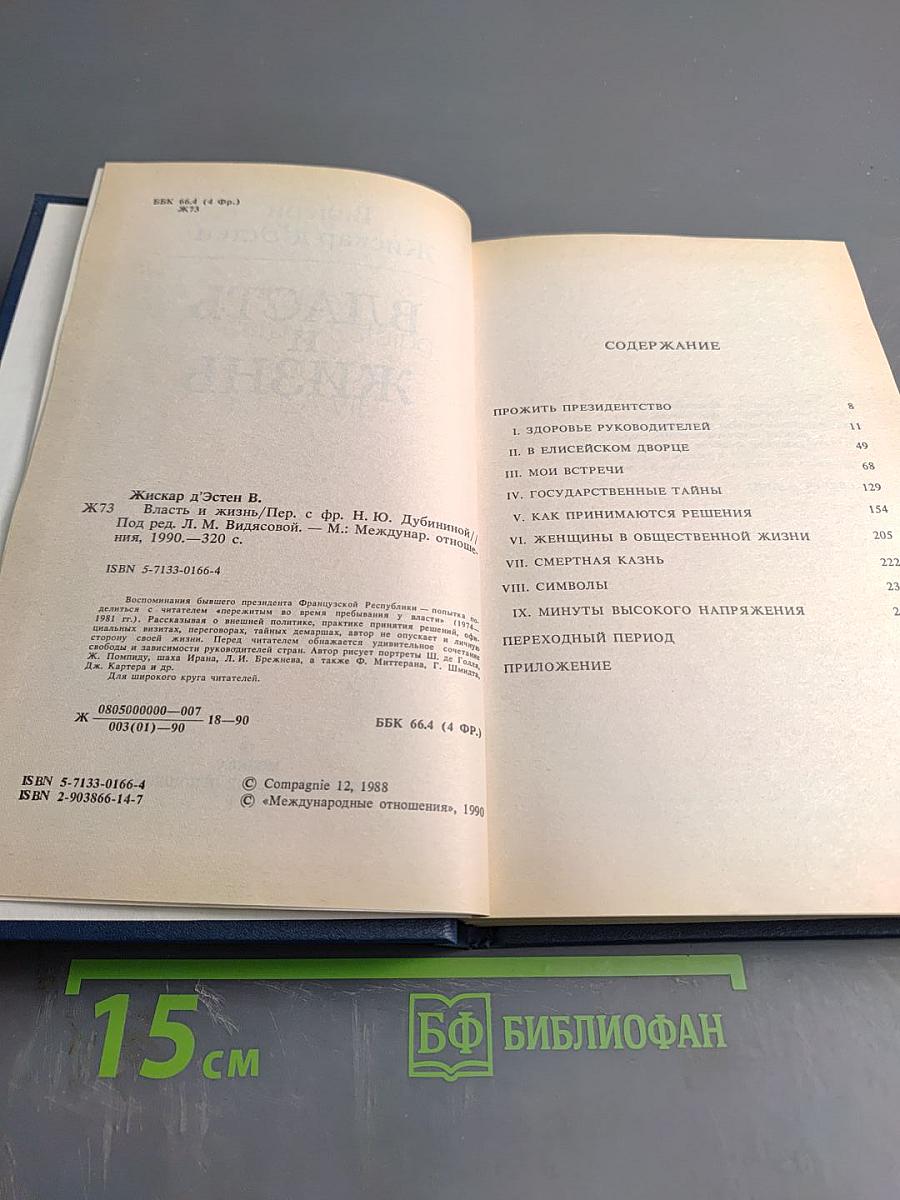 ББК 66.4 (4 Фр.)
Ж73
Жискар д'Эстен В.
Ж73 Власть и жизнь/Пер. с фр. Н. Ю. Дубининой//
Под ред. Л. М. Видясовой. — М.: Междунар. отноше-
ния, 1990.—320 с.
ISBN 5-7133-0166-4
Воспоминания бывшего президента Французской Республики — попытка по-
делиться с читателем «пережитым во время пребывания у власти» (1974—
1981 гг.). Рассказывая о внешней политике, практике принятия решений, офи-
циальных визитах, переговорах, тайных демаршах, автор не опускает и личную
сторону своей жизни. Перед читателем обнажается удивительное сочетание
свободы и зависимости руководителей стран. Автор рисует портреты Ш. де Голля,
Ж. Помпиду, шаха Ирана, Л. И. Брежнева, а также Ф. Миттерана, Г. Шмидта,
Дж. Картера и др.
Для широкого круга читателей.
Ж 0805000000—007
003(01)—90 18—90
ББК 66.4 (4 ФР.)
ISBN 5-7133-0166-4
ISBN 2-903866-14-7
© Compagnie 12, 1988
© «Международные отношения», 1990
СОДЕРЖАНИЕ
ПРОЖИТЬ ПРЕЗИДЕНТСТВО 8
I. ЗДОРОВЬЕ РУКОВОДИТЕЛЕЙ 11
II. В ЕЛИСЕЙСКОМ ДВОРЦЕ 49
III. МОИ ВСТРЕЧИ 68
IV. ГОСУДАРСТВЕННЫЕ ТАЙНЫ 129
V. КАК ПРИНИМАЮТСЯ РЕШЕНИЯ 154
VI. ЖЕНЩИНЫ В ОБЩЕСТВЕННОЙ ЖИЗНИ 205
VII. СМЕРТНАЯ КАЗНЬ 222
VIII. СИМВОЛЫ 23
IX. МИНУТЫ ВЫСОКОГО НАПРЯЖЕНИЯ 2
ПЕРЕХОДНЫЙ ПЕРИОД
ПРИЛОЖЕНИЕ
15 см
БФ БИБЛИОФАН